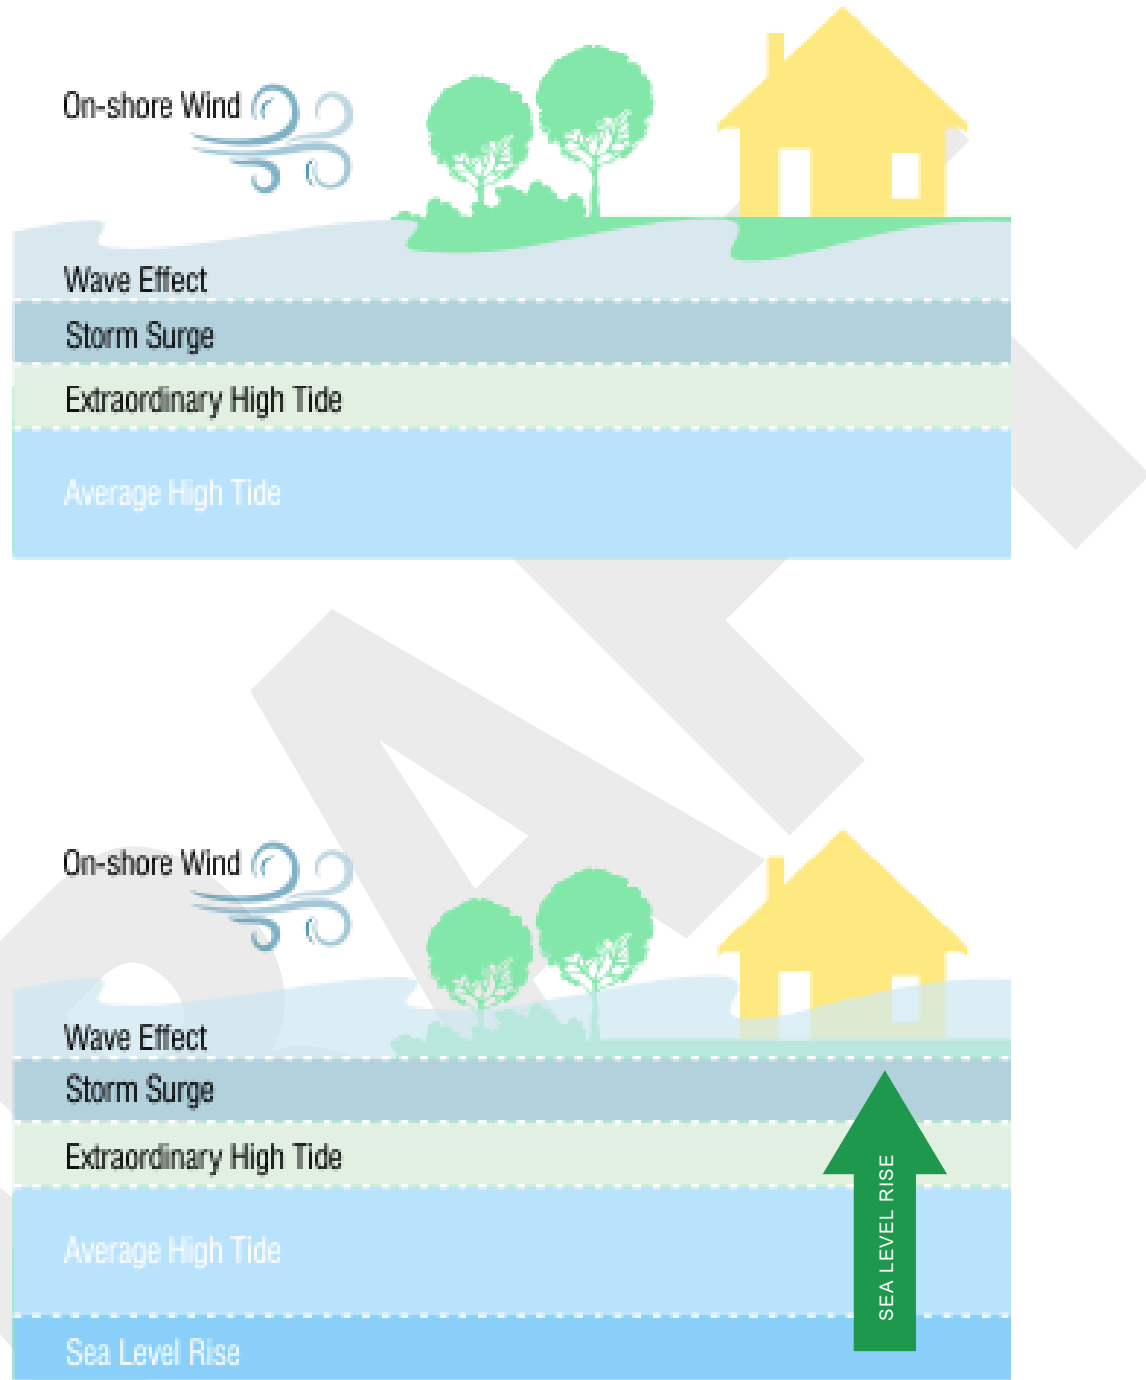 On-shore Wind
Wave Effect
Storm Surge
Extraordinary High Tide
Average High Tide
On-shore Wind
Wave Effect
Storm Surge
Extraordinary High Tide
Average High Tide
Sea Level Rise
SEA LEVEL RISE
DRAFT